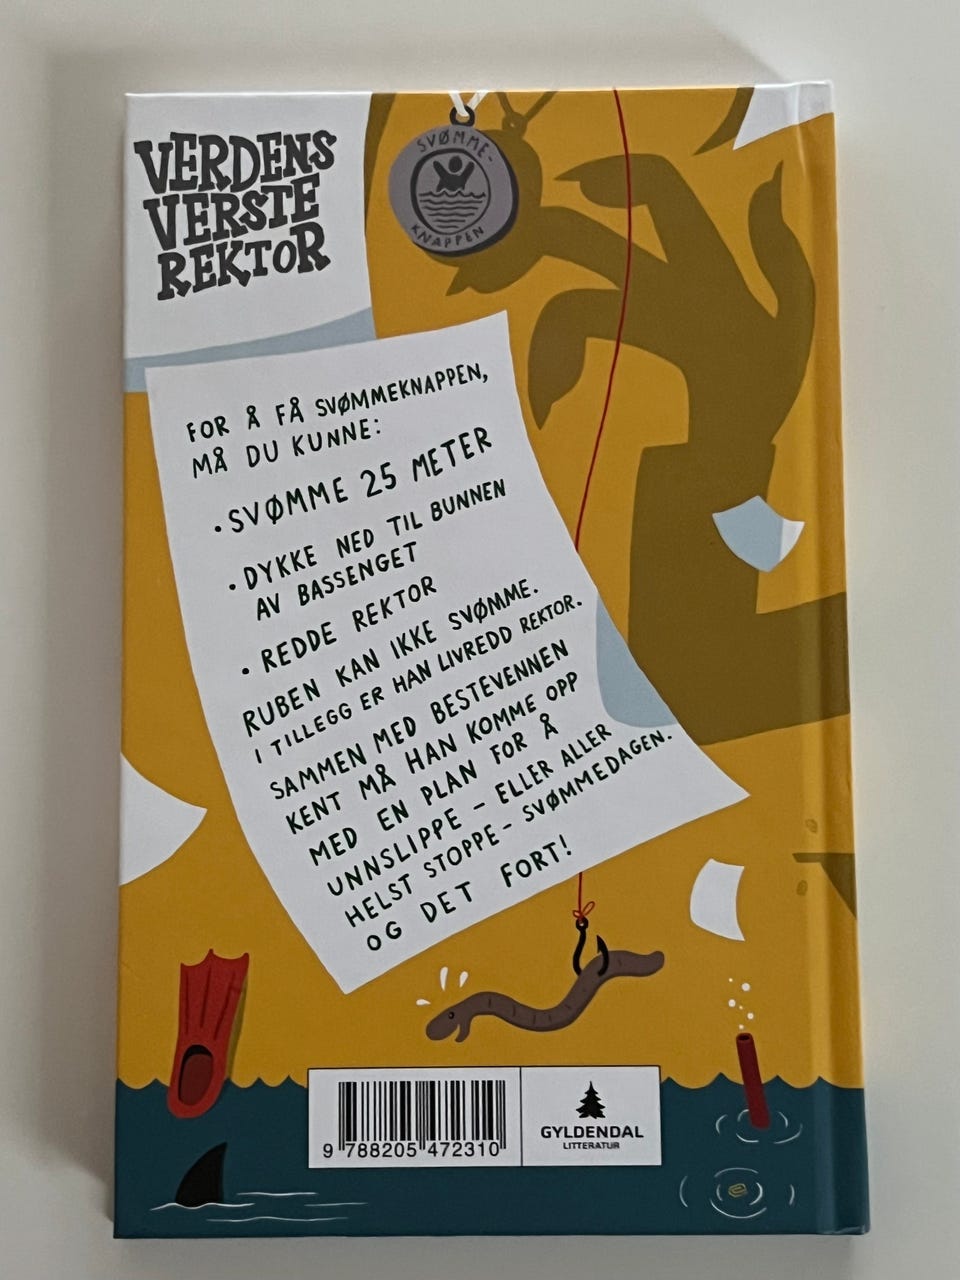 VERDENS
VERSTE
REKTOR
SVØMME-
KNAPPEN
FOR Å FÅ SVØMMEKNAPPEN,
MÅ DU KUNNE:
• SVØMME 25 METER
• DYKKE NED TIL BUNNEN
AV BASSENGET
• REDDE REKTOR
RUBEN KAN IKKE SVØMME.
I TILLEGG ER HAN LIVREDD REKTOR.
SAMMEN MED BESTEVENNEN
KENT MÅ HAN KOMME OPP
MED EN PLAN FOR Å
UNNSLIPPE – ELLER ALLER
HELST STOPPE – SVØMMEDAGEN.
OG DET FORT!
9 788205 472310
GYLDENDAL
LITTERATUR